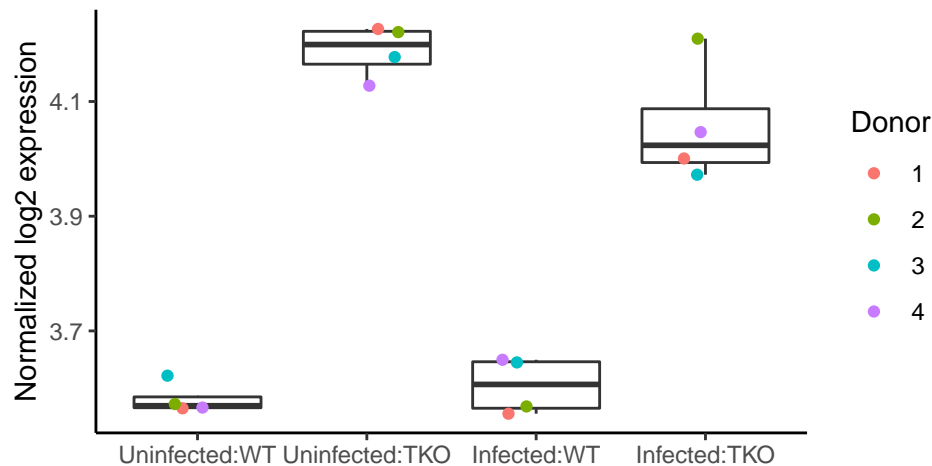 Normalized log2 expression
4.1
3.9
3.7
Uninfected:WT
Uninfected:TKO
Infected:WT
Infected:TKO
Donor
1
2
3
4